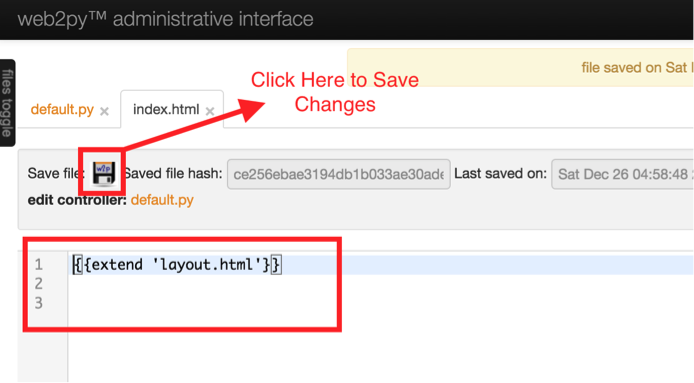 web2py™ administrative interface
file saved on Sat
files toggle
Click Here to Save
Changes
default.py × index.html ×
Save file: w2p Saved file hash: ce256ebae3194db1b033ae30ade Last saved on: Sat Dec 26 04:58:48
edit controller: default.py
1 {{extend 'layout.html'}}
2
3